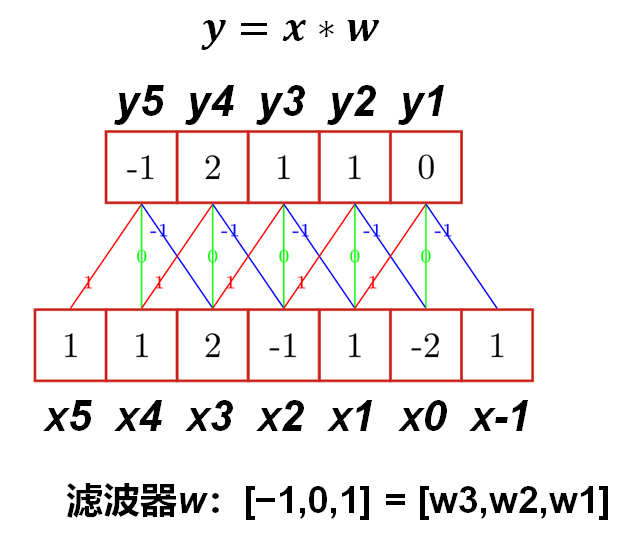 y = x * w
y5 y4 y3 y2 y1
-1 2 1 1 0
-1 -1 -1 -1 -1
0 0 0 0 0
1 1 1 1 1
1 1 2 -1 1 -2 1
x5 x4 x3 x2 x1 x0 x-1
滤波器w：[−1,0,1] = [w3,w2,w1]